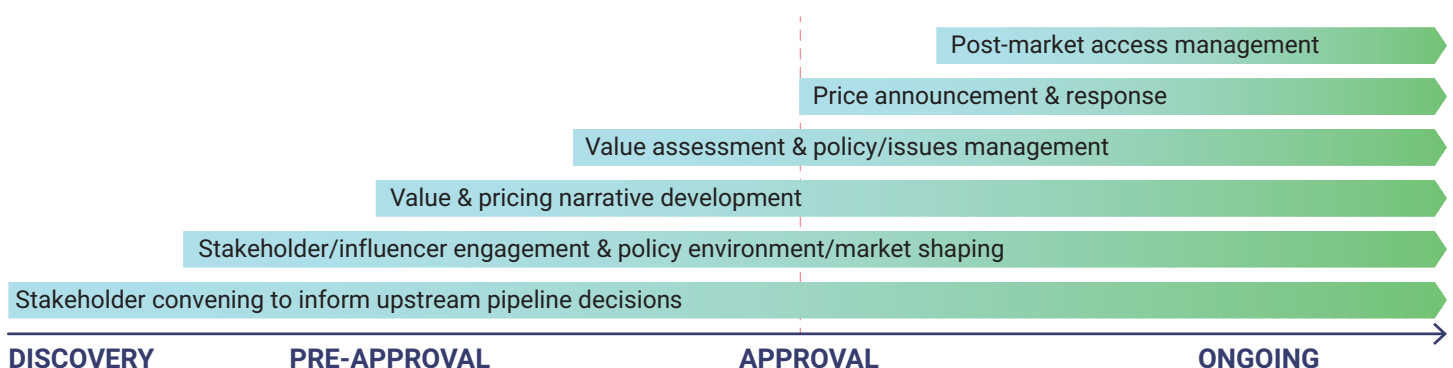 Post-market access management
Price announcement & response
Value assessment & policy/issues management
Value & pricing narrative development
Stakeholder/influencer engagement & policy environment/market shaping
Stakeholder convening to inform upstream pipeline decisions
DISCOVERY PRE-APPROVAL APPROVAL ONGOING